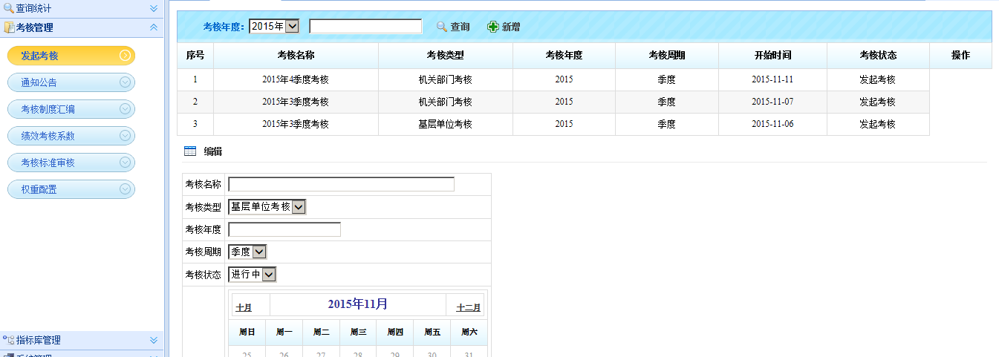 查询统计
考核管理
发起考核
通知公告
考核制度汇编
绩效考核系数
考核标准审核
权重配置
指标库管理
系统管理
考核年度: 2015年 查询 新增
序号 考核名称 考核类型 考核年度 考核周期 开始时间 考核状态 操作
1 2015年4季度考核 机关部门考核 2015 季度 2015-11-11 发起考核
2 2015年3季度考核 机关部门考核 2015 季度 2015-11-07 发起考核
3 2015年3季度考核 基层单位考核 2015 季度 2015-11-06 发起考核
编辑
考核名称
考核类型 基层单位考核
考核年度
考核周期 季度
考核状态 进行中
十月 2015年11月 十二月
周日 周一 周二 周三 周四 周五 周六
25 26 27 28 29 30 31